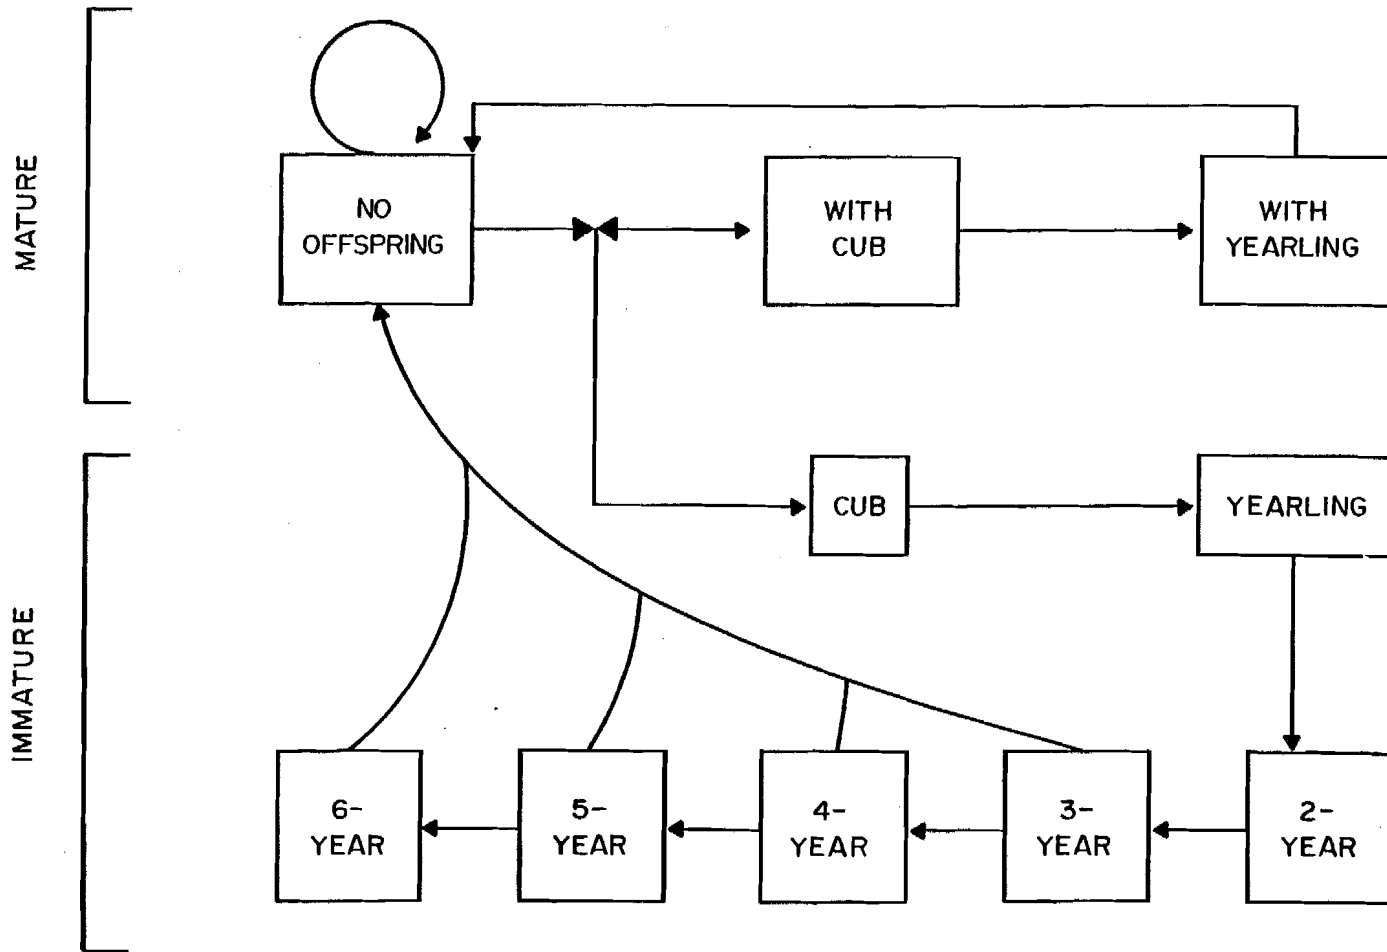 MATURE
NO
OFFSPRING
WITH
CUB
WITH
YEARLING
IMMATURE
CUB
YEARLING
6-
YEAR
5-
YEAR
4-
YEAR
3-
YEAR
2-
YEAR